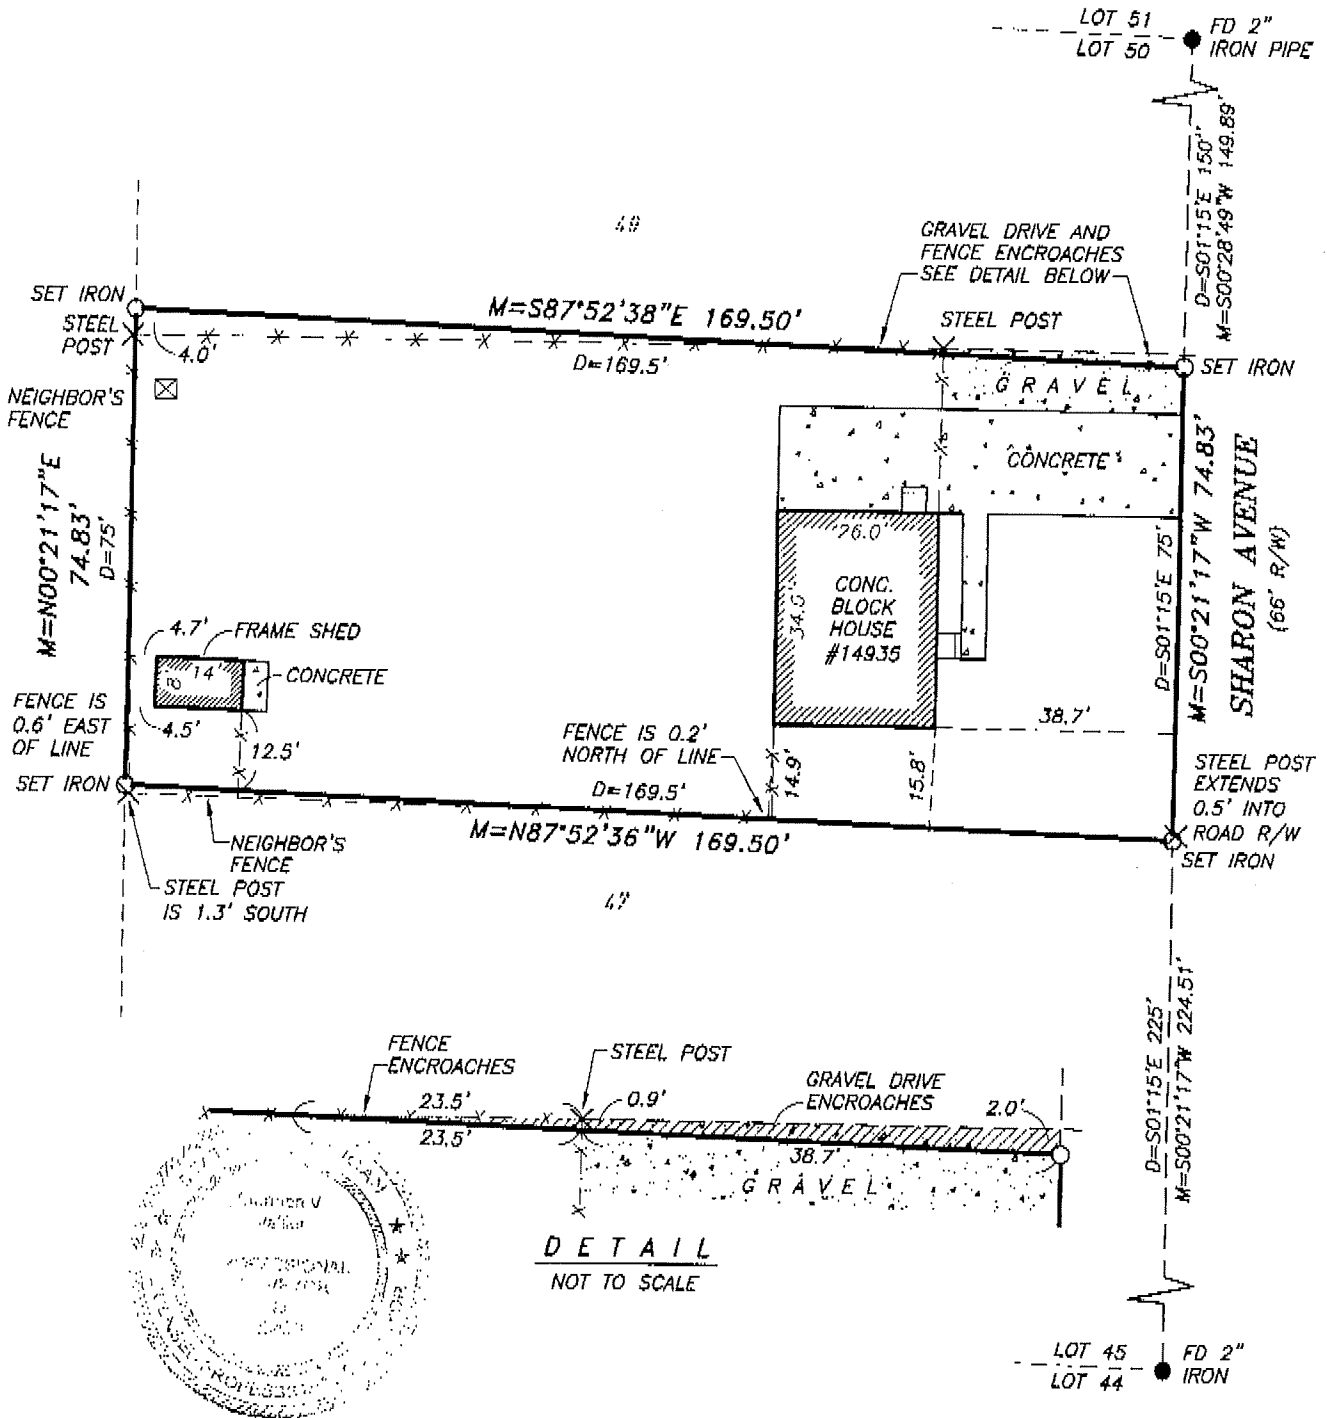 LOT 51
LOT 50
FD 2"
IRON PIPE
D=S01°15'E 150'
M=S00°28'49"W 149.89'
49
GRAVEL DRIVE AND
FENCE ENCROACHES
SEE DETAIL BELOW
SET IRON
M=S87°52'38"E 169.50'
STEEL POST
STEEL
POST
4.0'
D=169.5'
SET IRON
GRAVEL
NEIGHBOR'S
FENCE
CONCRETE
M=N00°21'17"E
74.83'
D=75'
26.0'
34.0'
CONC.
BLOCK
HOUSE
#14935
D=S01°15'E 75'
M=S00°21'17"W 74.83'
SHARON AVENUE
(66' R/W)
4.7'
FRAME SHED
8'
14'
CONCRETE
FENCE IS
0.6' EAST
OF LINE
4.5'
12.5'
FENCE IS 0.2'
NORTH OF LINE
14.9'
15.8'
38.7'
SET IRON
D=169.5'
M=N87°52'36"W 169.50'
STEEL POST
EXTENDS
0.5' INTO
ROAD R/W
SET IRON
NEIGHBOR'S
FENCE
STEEL POST
IS 1.3' SOUTH
47
D=S01°15'E 225'
M=S00°21'17"W 224.51'
FENCE
ENCROACHES
STEEL POST
23.5'
23.5'
0.9'
GRAVEL DRIVE
ENCROACHES
2.0'
38.7'
GRAVEL
DETAIL
NOT TO SCALE
LOT 45
LOT 44
FD 2"
IRON